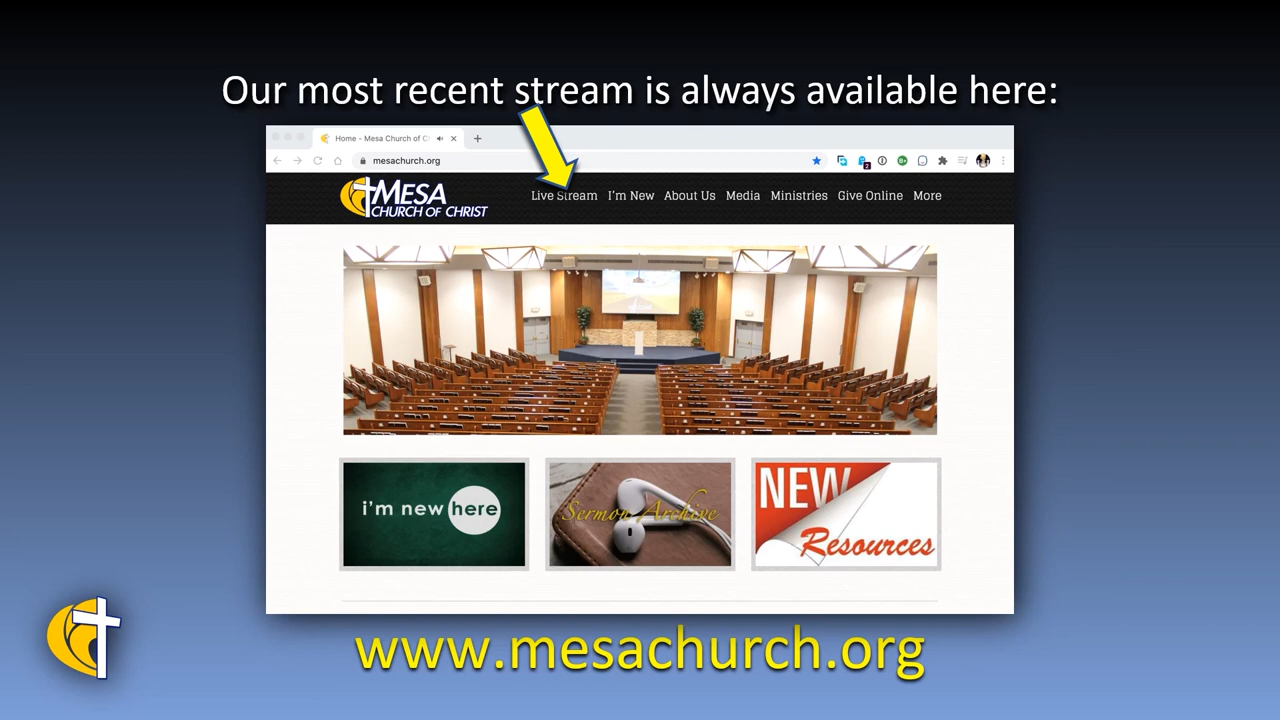 Our most recent stream is always available here:
Home - Mesa Church of C
mesachurch.org
2
MESA
CHURCH OF CHRIST
Live Stream I'm New About Us Media Ministries Give Online More
i'm new here
Sermon Archive
NEW
Resources
www.mesachurch.org